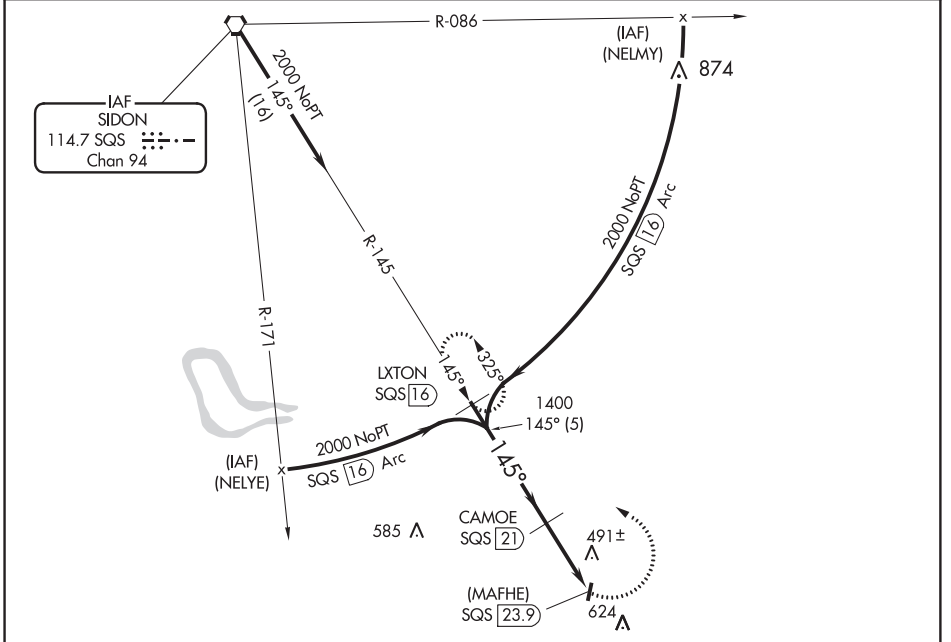 R-086
(IAF)
(NELMY)
874
2000 NoPT
145°
(16)
IAF
SIDON
114.7 SQS
Chan 94
2000 NoPT
SQS 16 Arc
R-145
R-171
LXTON
SQS 16
145°
325°
1400
145° (5)
2000 NoPT
SQS 16 Arc
(IAF)
(NELYE)
145°
585
CAMOE
SQS 21
491±
(MAFHE)
SQS 23.9
624
x
x